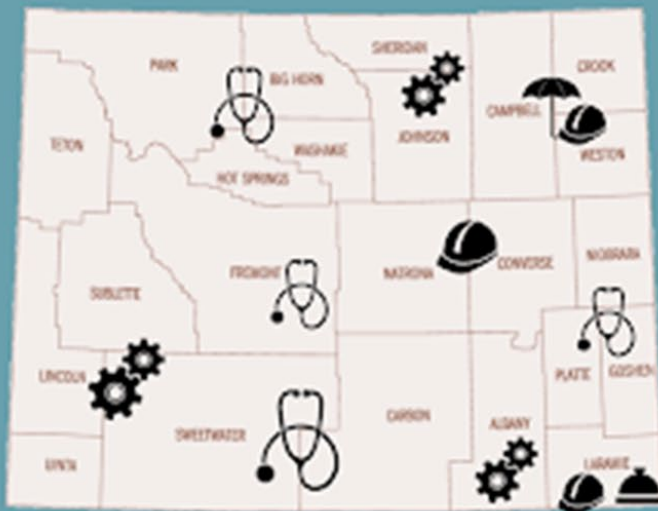 SHERIDAN
PARK
BIG HORN
CROOK
CAMPBELL
JOHNSON
TETON
WASHAKIE
WESTON
HOT SPRINGS
FREMONT
NATRONA
CONVERSE
NIOBRARA
SUBLETTE
LINCOLN
PLATTE
GOSHEN
CARBON
ALBANY
SWEETWATER
UINTA
LARAMIE